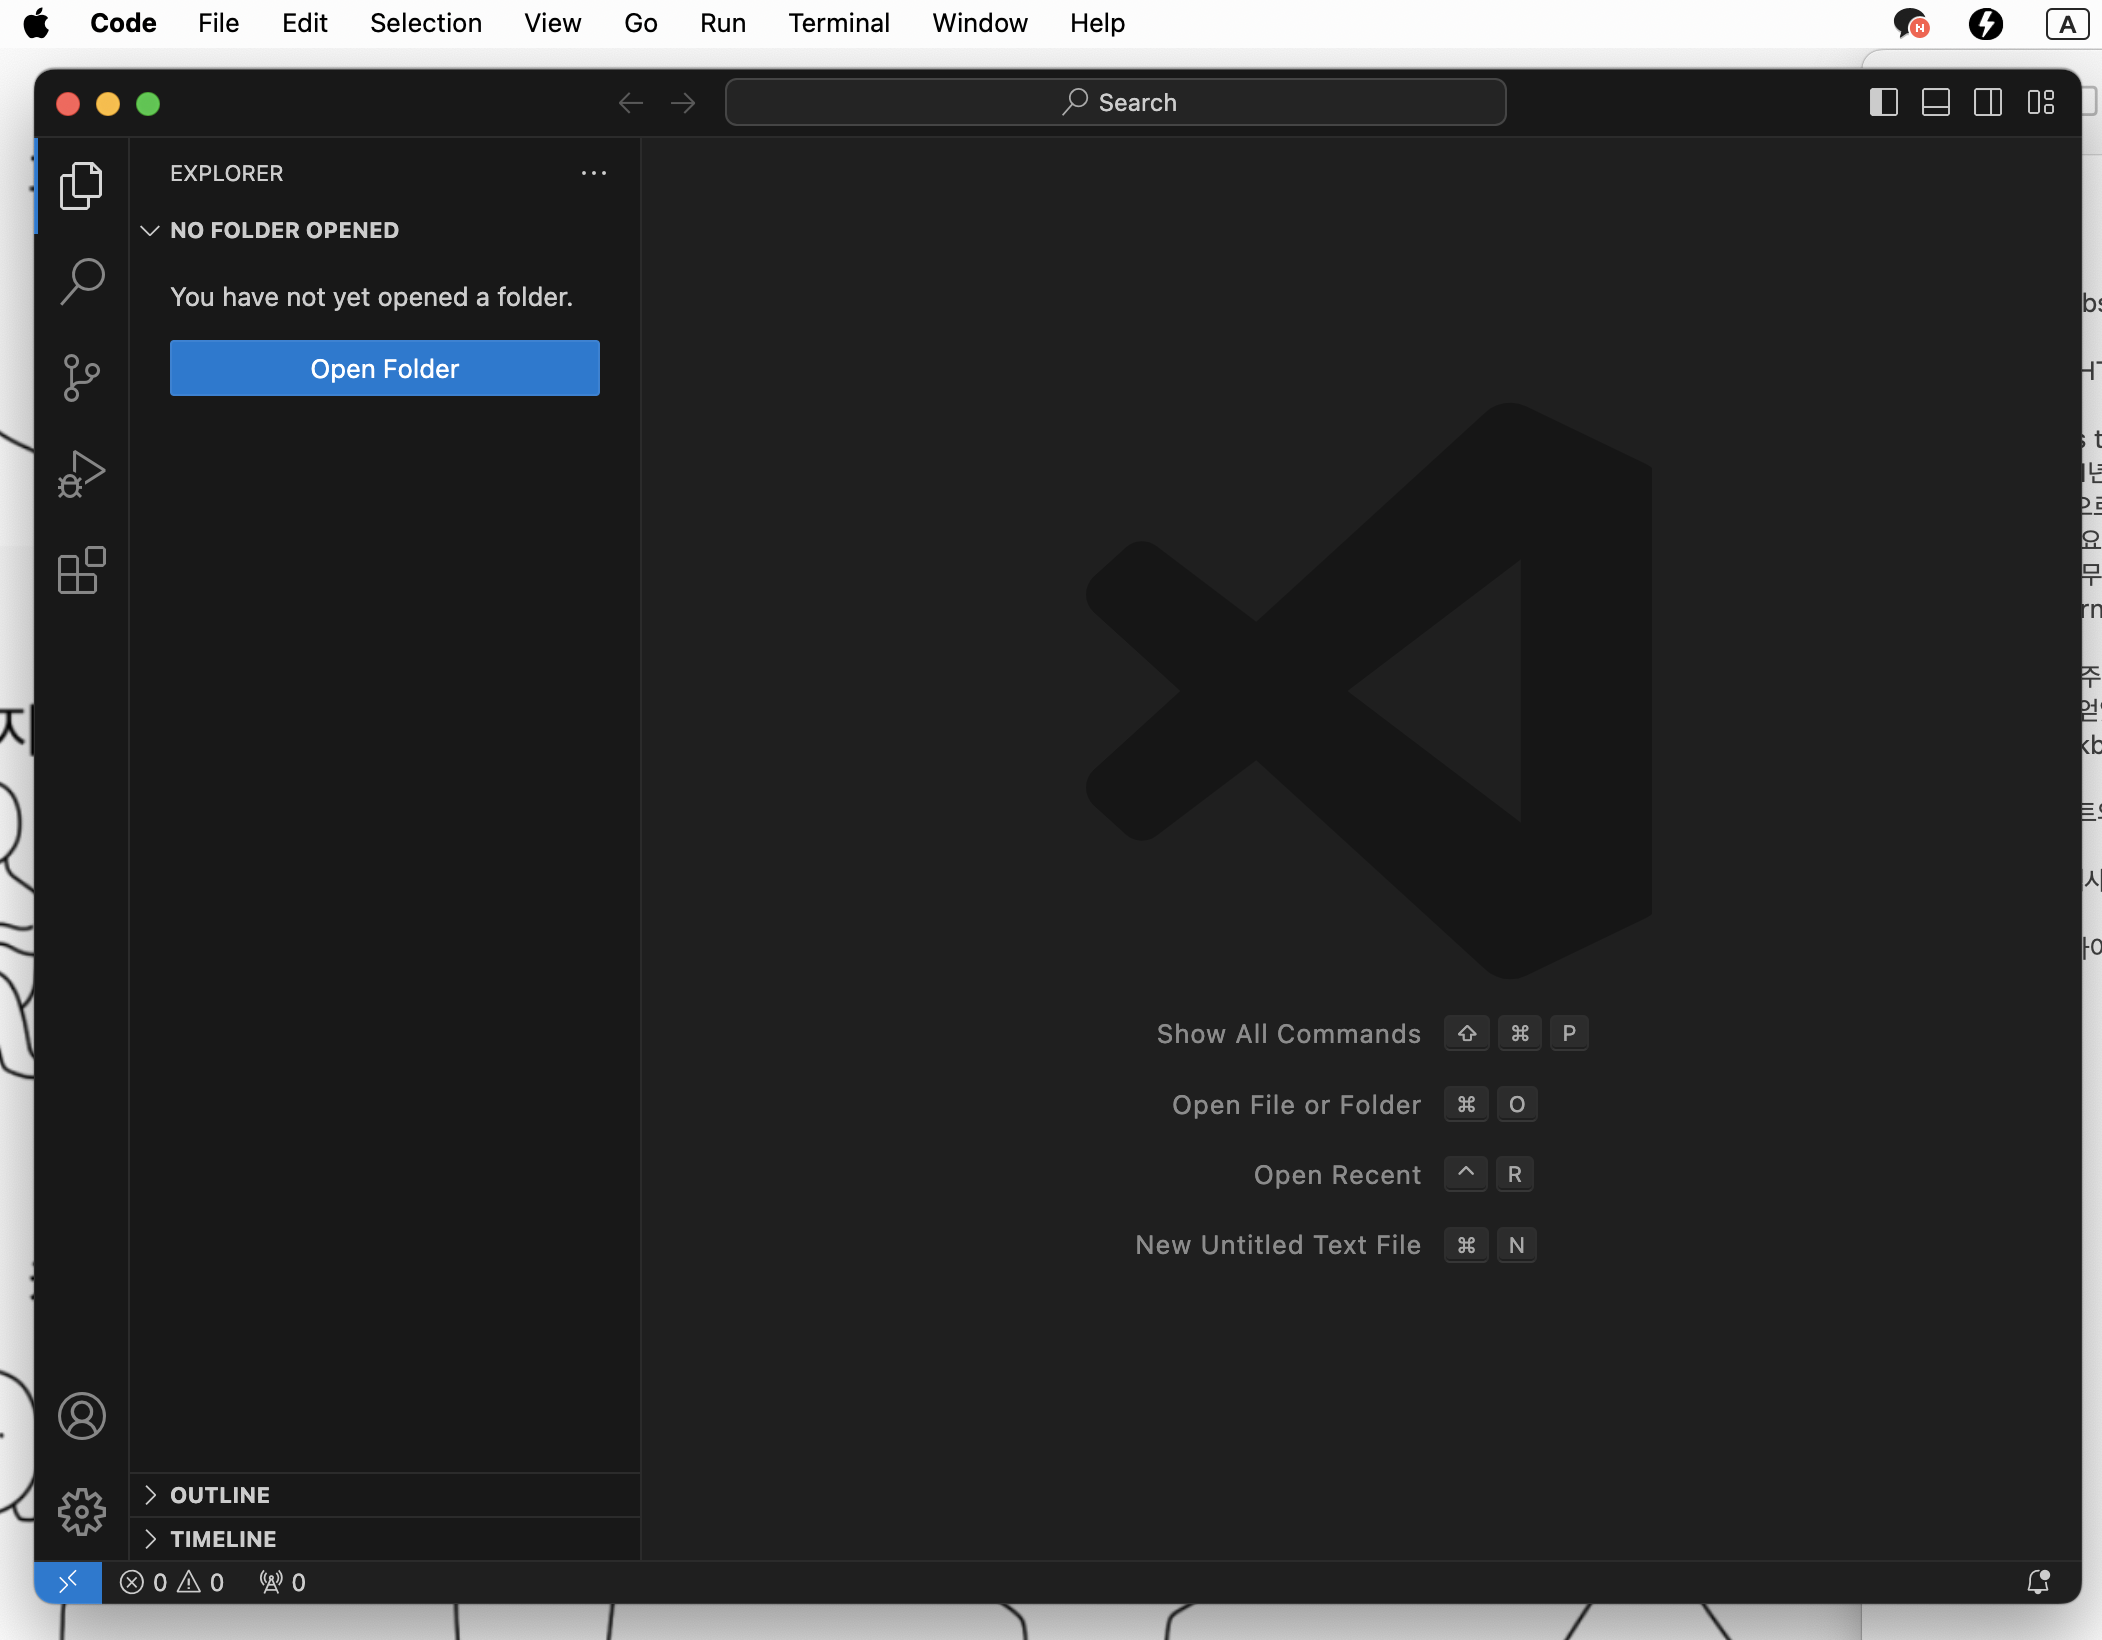 Code File Edit Selection View Go Run Terminal Window Help A
Search
EXPLORER
NO FOLDER OPENED
You have not yet opened a folder.
Open Folder
Show All Commands ⇧ ⌘ P
Open File or Folder ⌘ O
Open Recent ^ R
New Untitled Text File ⌘ N
OUTLINE
TIMELINE
0 0 0